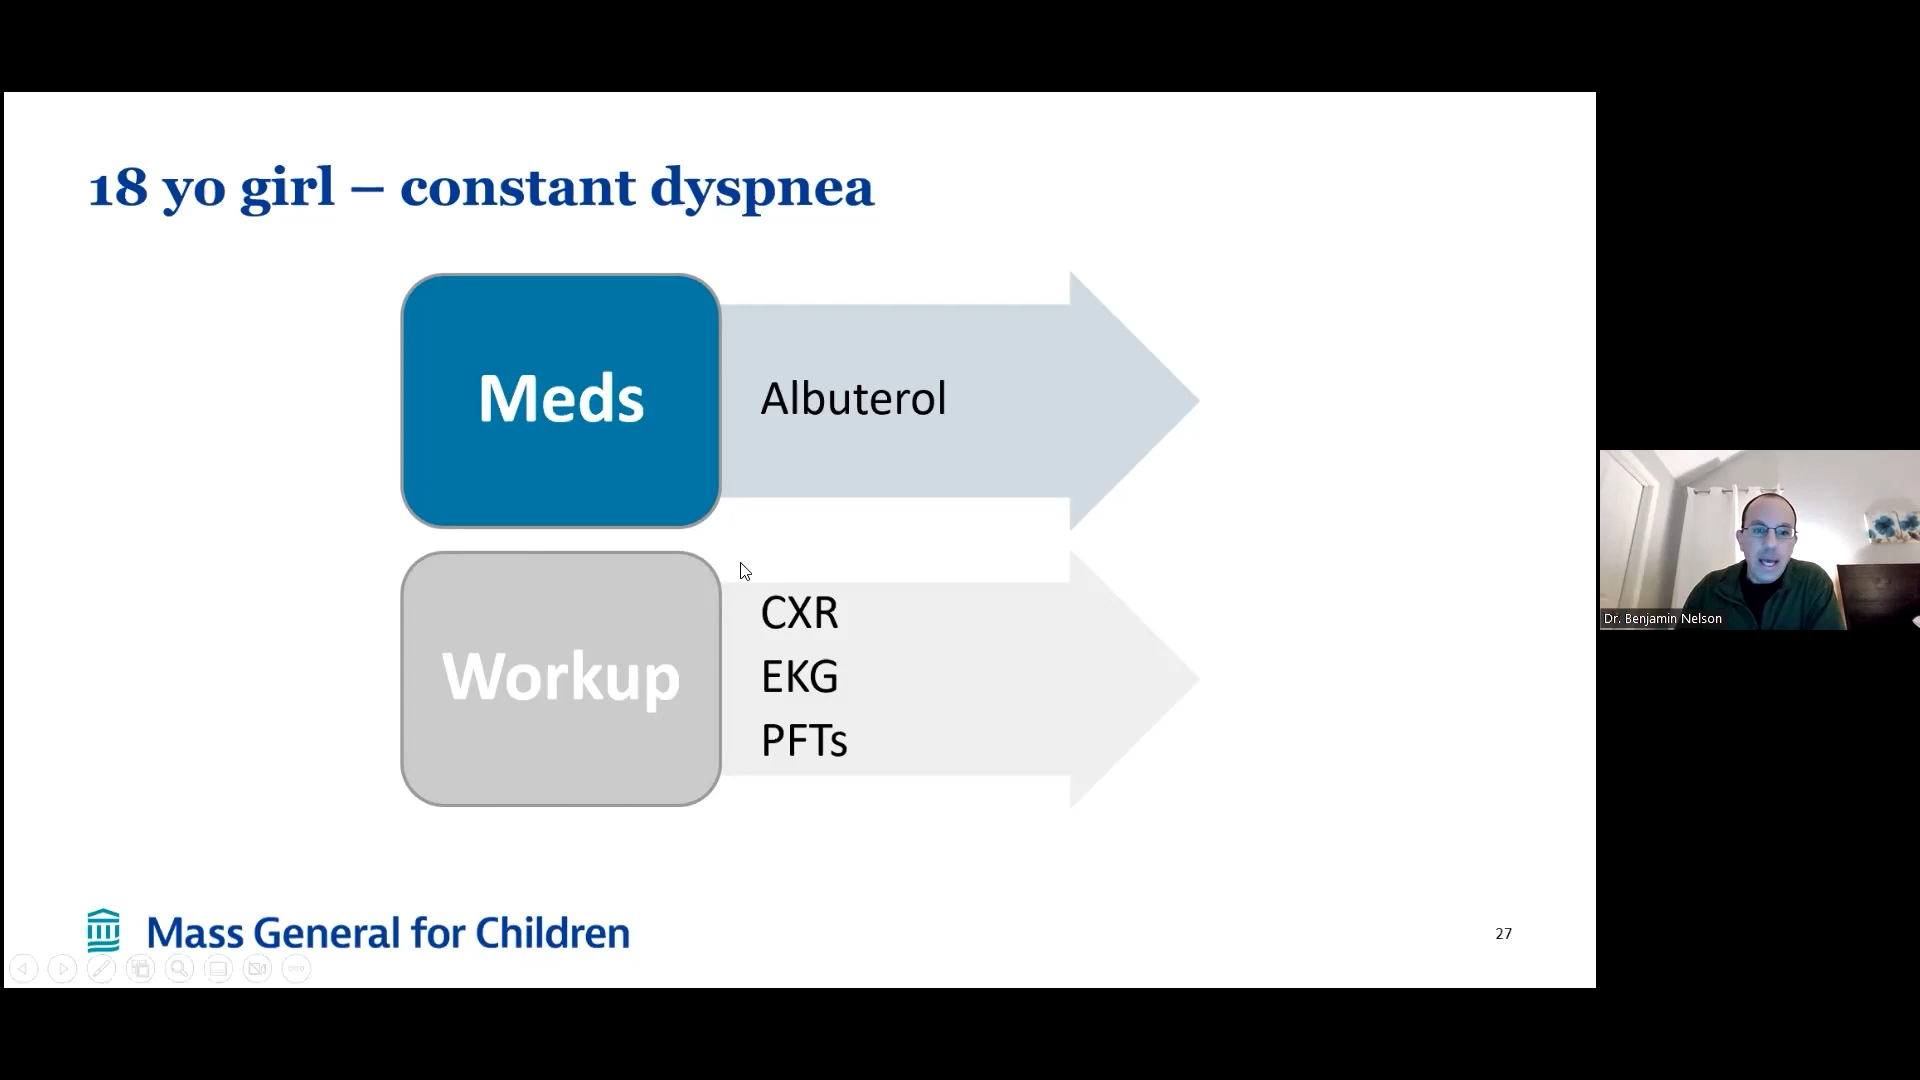 18 yo girl – constant dyspnea
Meds
Albuterol
Workup
CXR
EKG
PFTs
Mass General for Children
27
Dr. Benjamin Nelson